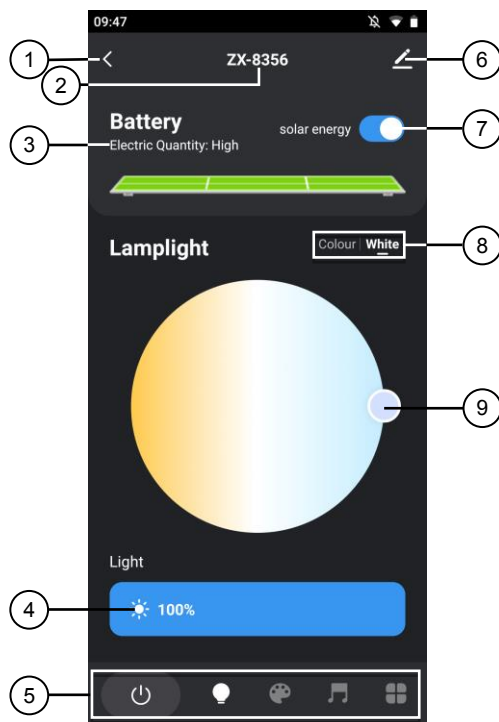 09:47
1
ZX-8356
6
2
Battery
solar energy
7
3
Electric Quantity: High
Lamplight
Colour | White
8
9
Light
4
100%
5